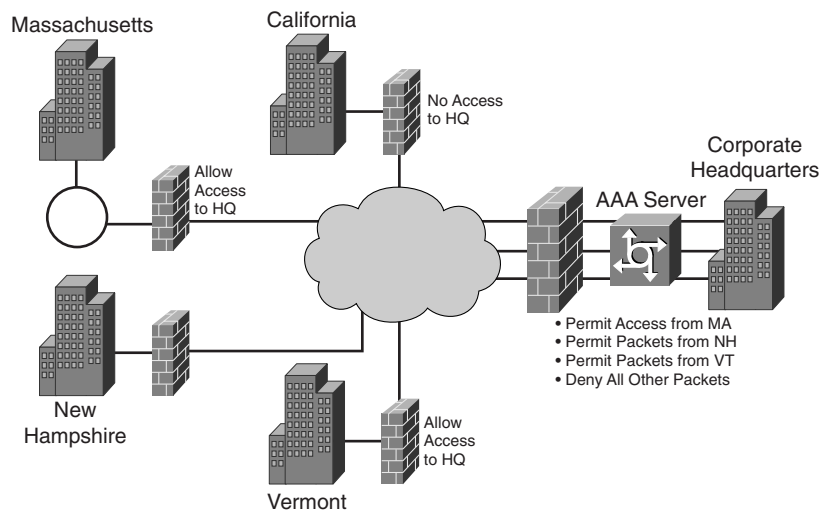 Massachusetts
California
No Access
to HQ
Corporate
Headquarters
Allow
Access
to HQ
AAA Server
• Permit Access from MA
• Permit Packets from NH
• Permit Packets from VT
• Deny All Other Packets
New
Hampshire
Allow
Access
to HQ
Vermont